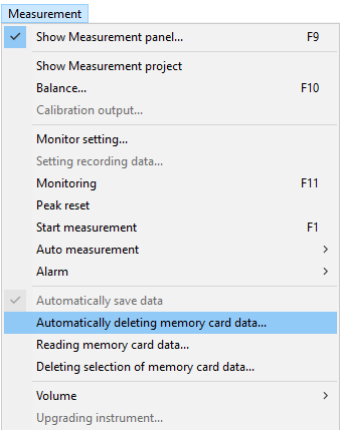 Measurement
Show Measurement panel... F9
Show Measurement project
Balance... F10
Calibration output...
Monitor setting...
Setting recording data...
Monitoring F11
Peak reset
Start measurement F1
Auto measurement
Alarm
Automatically save data
Automatically deleting memory card data...
Reading memory card data...
Deleting selection of memory card data...
Volume
Upgrading instrument...